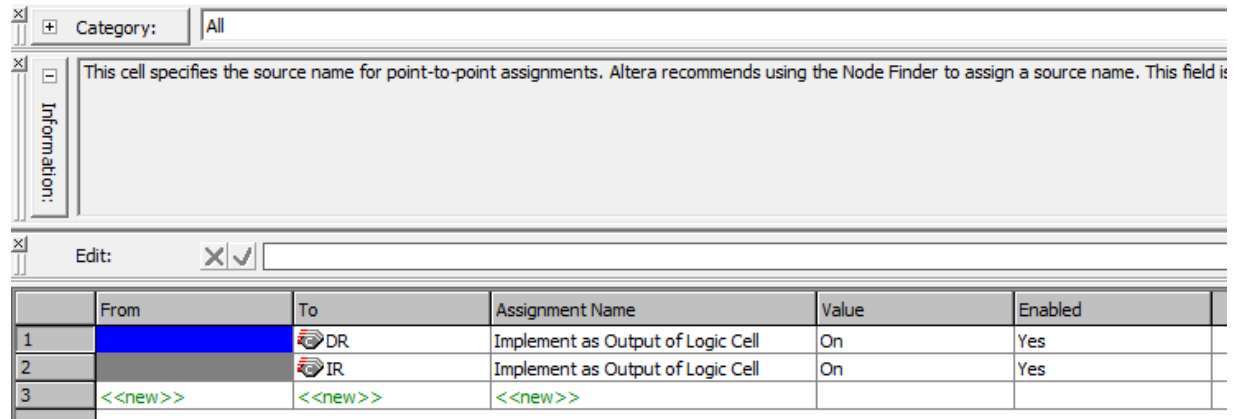 Category: All
This cell specifies the source name for point-to-point assignments. Altera recommends using the Node Finder to assign a source name. This field is
Information:
Edit:
From To Assignment Name Value Enabled
1 DR Implement as Output of Logic Cell On Yes
2 IR Implement as Output of Logic Cell On Yes
3 <<new>> <<new>> <<new>>